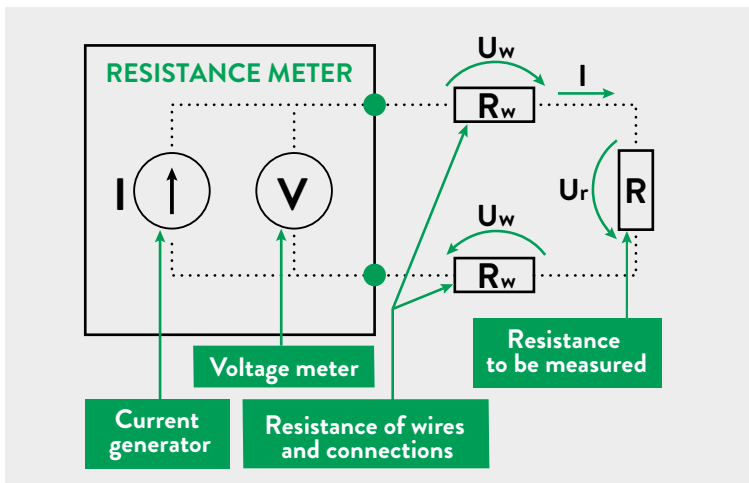 RESISTANCE METER
Uw
I
Rw
I
V
Ur
R
Uw
Rw
Voltage meter
Resistance
to be measured
Current
generator
Resistance of wires
and connections